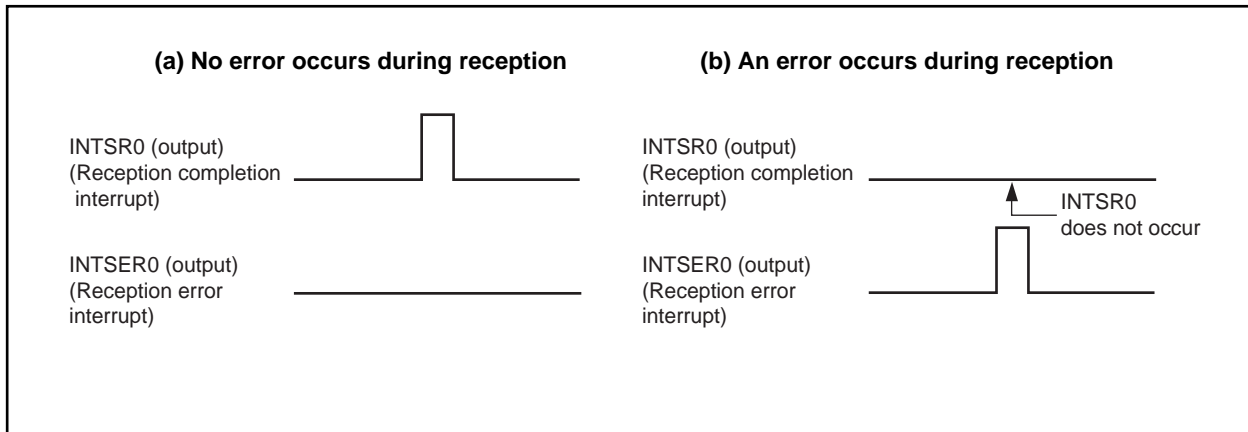 (a) No error occurs during reception
INTSR0 (output)
(Reception completion
interrupt)
INTSER0 (output)
(Reception error
interrupt)
(b) An error occurs during reception
INTSR0 (output)
(Reception completion
interrupt)
INTSR0
does not occur
INTSER0 (output)
(Reception error
interrupt)